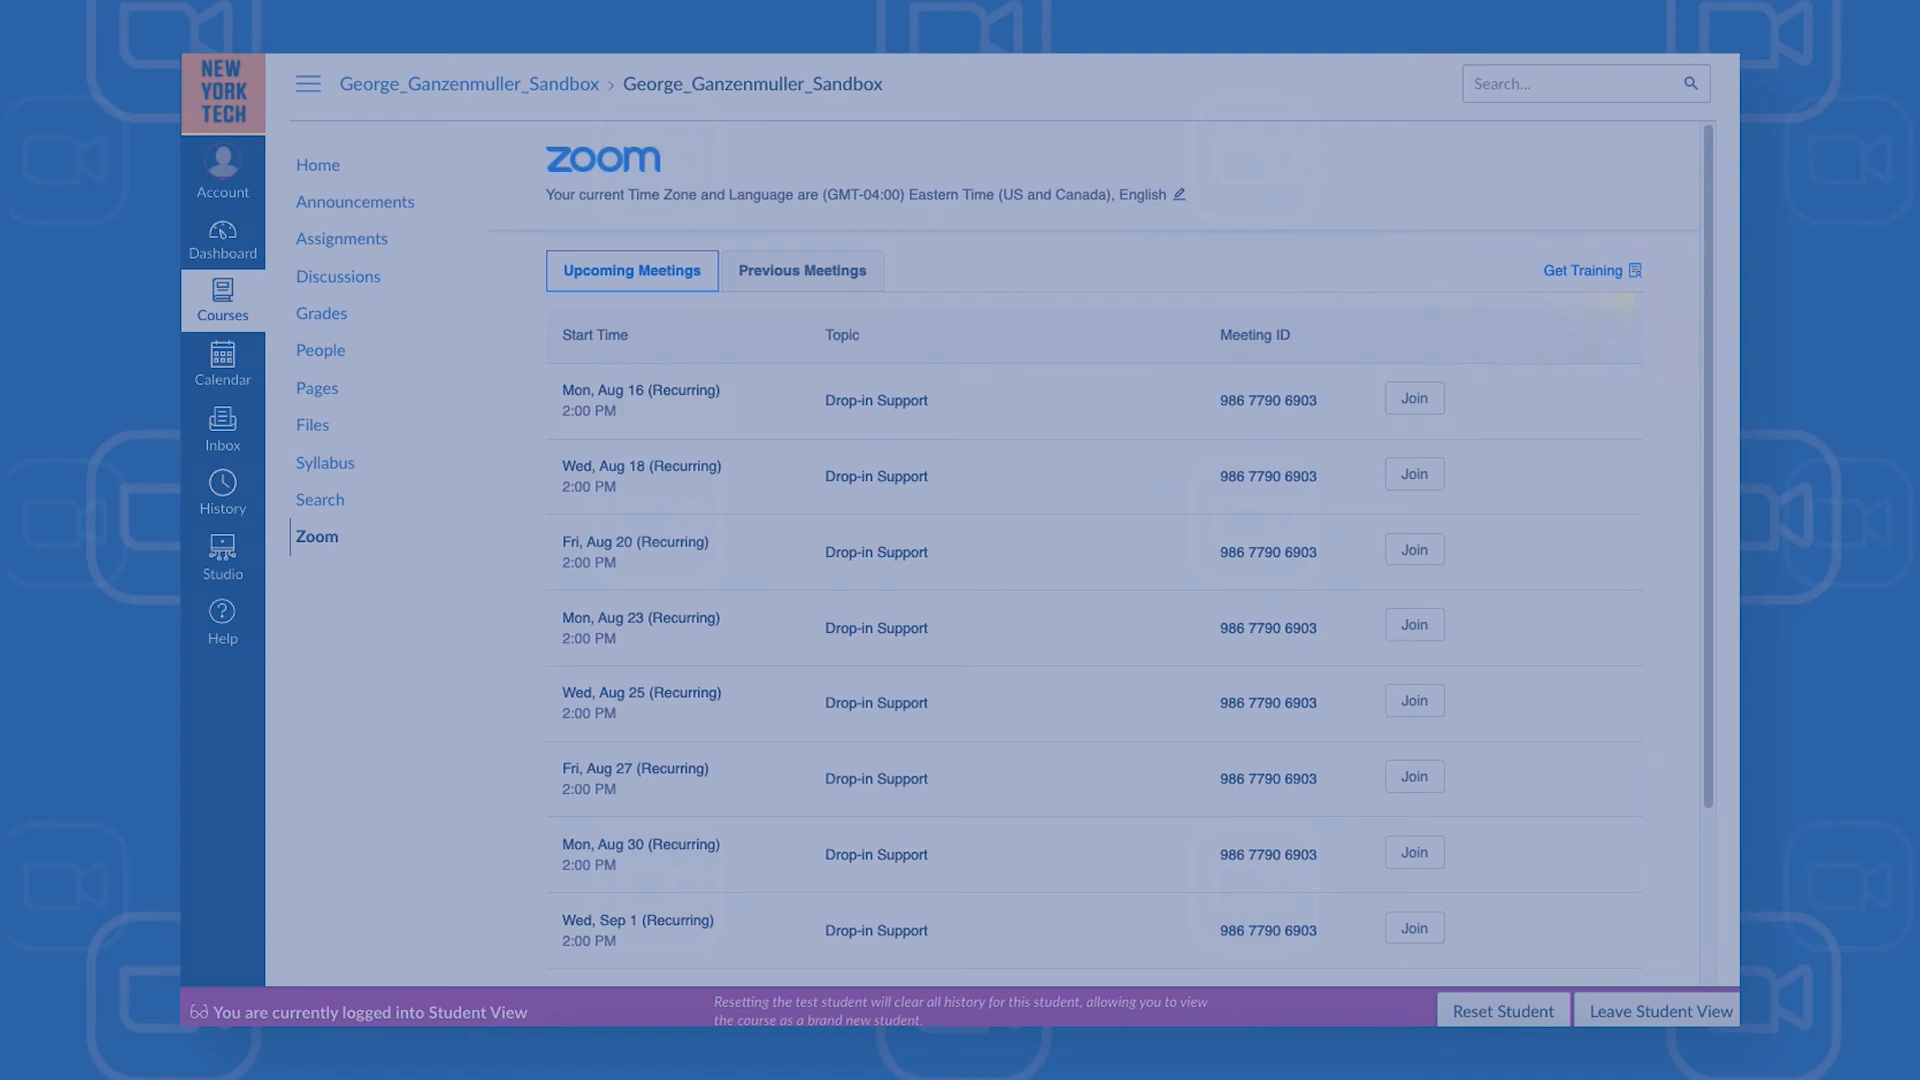 NEW
YORK
TECH
George_Ganzenmuller_Sandbox › George_Ganzenmuller_Sandbox
Search...
Account
Dashboard
Courses
Calendar
Inbox
History
Studio
Help
Home
Announcements
Assignments
Discussions
Grades
People
Pages
Files
Syllabus
Search
Zoom
zoom
Your current Time Zone and Language are (GMT-04:00) Eastern Time (US and Canada), English
Upcoming Meetings Previous Meetings Get Training
Start Time Topic Meeting ID
Mon, Aug 16 (Recurring)
2:00 PM
Drop-in Support 986 7790 6903 Join
Wed, Aug 18 (Recurring)
2:00 PM
Drop-in Support 986 7790 6903 Join
Fri, Aug 20 (Recurring)
2:00 PM
Drop-in Support 986 7790 6903 Join
Mon, Aug 23 (Recurring)
2:00 PM
Drop-in Support 986 7790 6903 Join
Wed, Aug 25 (Recurring)
2:00 PM
Drop-in Support 986 7790 6903 Join
Fri, Aug 27 (Recurring)
2:00 PM
Drop-in Support 986 7790 6903 Join
Mon, Aug 30 (Recurring)
2:00 PM
Drop-in Support 986 7790 6903 Join
Wed, Sep 1 (Recurring)
2:00 PM
Drop-in Support 986 7790 6903 Join
You are currently logged into Student View
Resetting the test student will clear all history for this student, allowing you to view
the course as a brand new student.
Reset Student Leave Student View